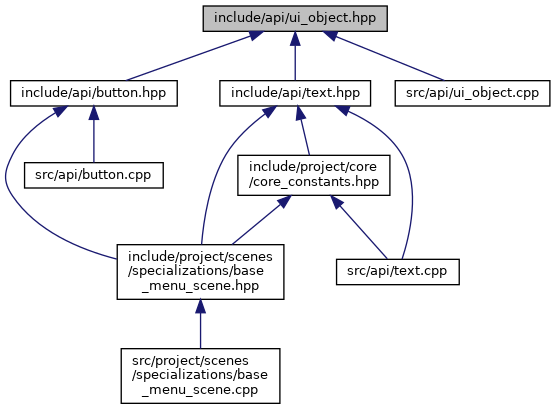 include/api/ui_object.hpp
include/api/button.hpp
include/api/text.hpp
src/api/ui_object.cpp
src/api/button.cpp
include/project/core
/core_constants.hpp
include/project/scenes
/specializations/base
_menu_scene.hpp
src/api/text.cpp
src/project/scenes
/specializations/base
_menu_scene.cpp